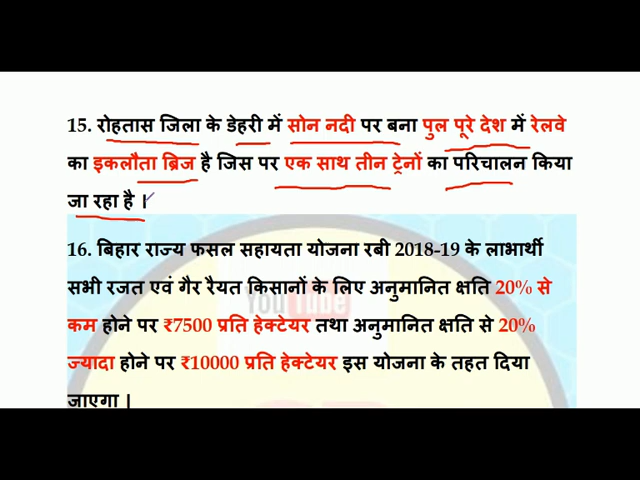 15. रोहतास जिला के डेहरी में सोन नदी पर बना पुल पूरे देश में रेलवे
का इकलौता ब्रिज है जिस पर एक साथ तीन ट्रेनों का परिचालन किया
जा रहा है ।
16. बिहार राज्य फसल सहायता योजना रबी 2018-19 के लाभार्थी
सभी रजत एवं गैर रैयत किसानों के लिए अनुमानित क्षति 20% से
कम होने पर ₹7500 प्रति हेक्टेयर तथा अनुमानित क्षति से 20%
ज्यादा होने पर ₹10000 प्रति हेक्टेयर इस योजना के तहत दिया
जाएगा ।
YouTube